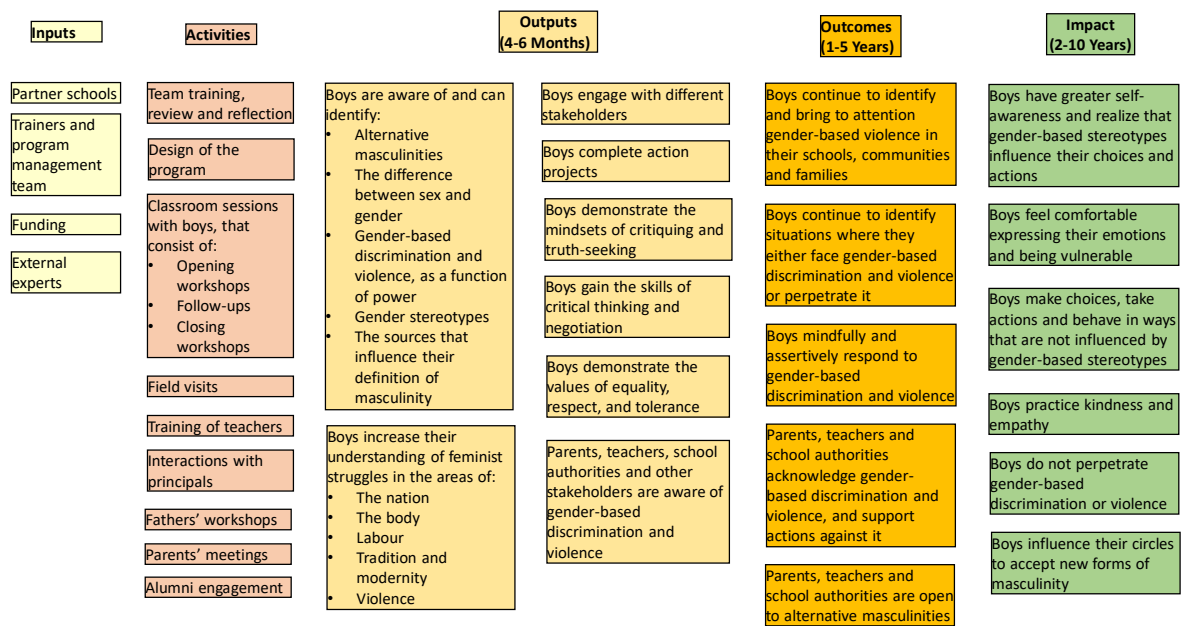 Inputs
Activities
Outputs
(4-6 Months)
Outcomes
(1-5 Years)
Impact
(2-10 Years)
Partner schools
Trainers and
program
management
team
Funding
External
experts
Team training,
review and reflection
Design of the
program
Classroom sessions
with boys, that
consist of:
• Opening
workshops
• Follow-ups
• Closing
workshops
Field visits
Training of teachers
Interactions with
principals
Fathers’ workshops
Parents’ meetings
Alumni engagement
Boys are aware of and can
identify:
• Alternative
masculinities
• The difference
between sex and
gender
• Gender-based
discrimination and
violence, as a function
of power
• Gender stereotypes
• The sources that
influence their
definition of
masculinity
Boys increase their
understanding of feminist
struggles in the areas of:
• The nation
• The body
• Labour
• Tradition and
modernity
• Violence
Boys engage with different
stakeholders
Boys complete action
projects
Boys demonstrate the
mindsets of critiquing and
truth-seeking
Boys gain the skills of
critical thinking and
negotiation
Boys demonstrate the
values of equality,
respect, and tolerance
Parents, teachers, school
authorities and other
stakeholders are aware of
gender-based
discrimination and
violence
Boys continue to identify
and bring to attention
gender-based violence in
their schools, communities
and families
Boys continue to identify
situations where they
either face gender-based
discrimination and violence
or perpetrate it
Boys mindfully and
assertively respond to
gender-based
discrimination and violence
Parents, teachers and
school authorities
acknowledge gender-
based discrimination and
violence, and support
actions against it
Parents, teachers and
school authorities are open
to alternative masculinities
Boys have greater self-
awareness and realize that
gender-based stereotypes
influence their choices and
actions
Boys feel comfortable
expressing their emotions
and being vulnerable
Boys make choices, take
actions and behave in ways
that are not influenced by
gender-based stereotypes
Boys practice kindness and
empathy
Boys do not perpetrate
gender-based
discrimination or violence
Boys influence their circles
to accept new forms of
masculinity